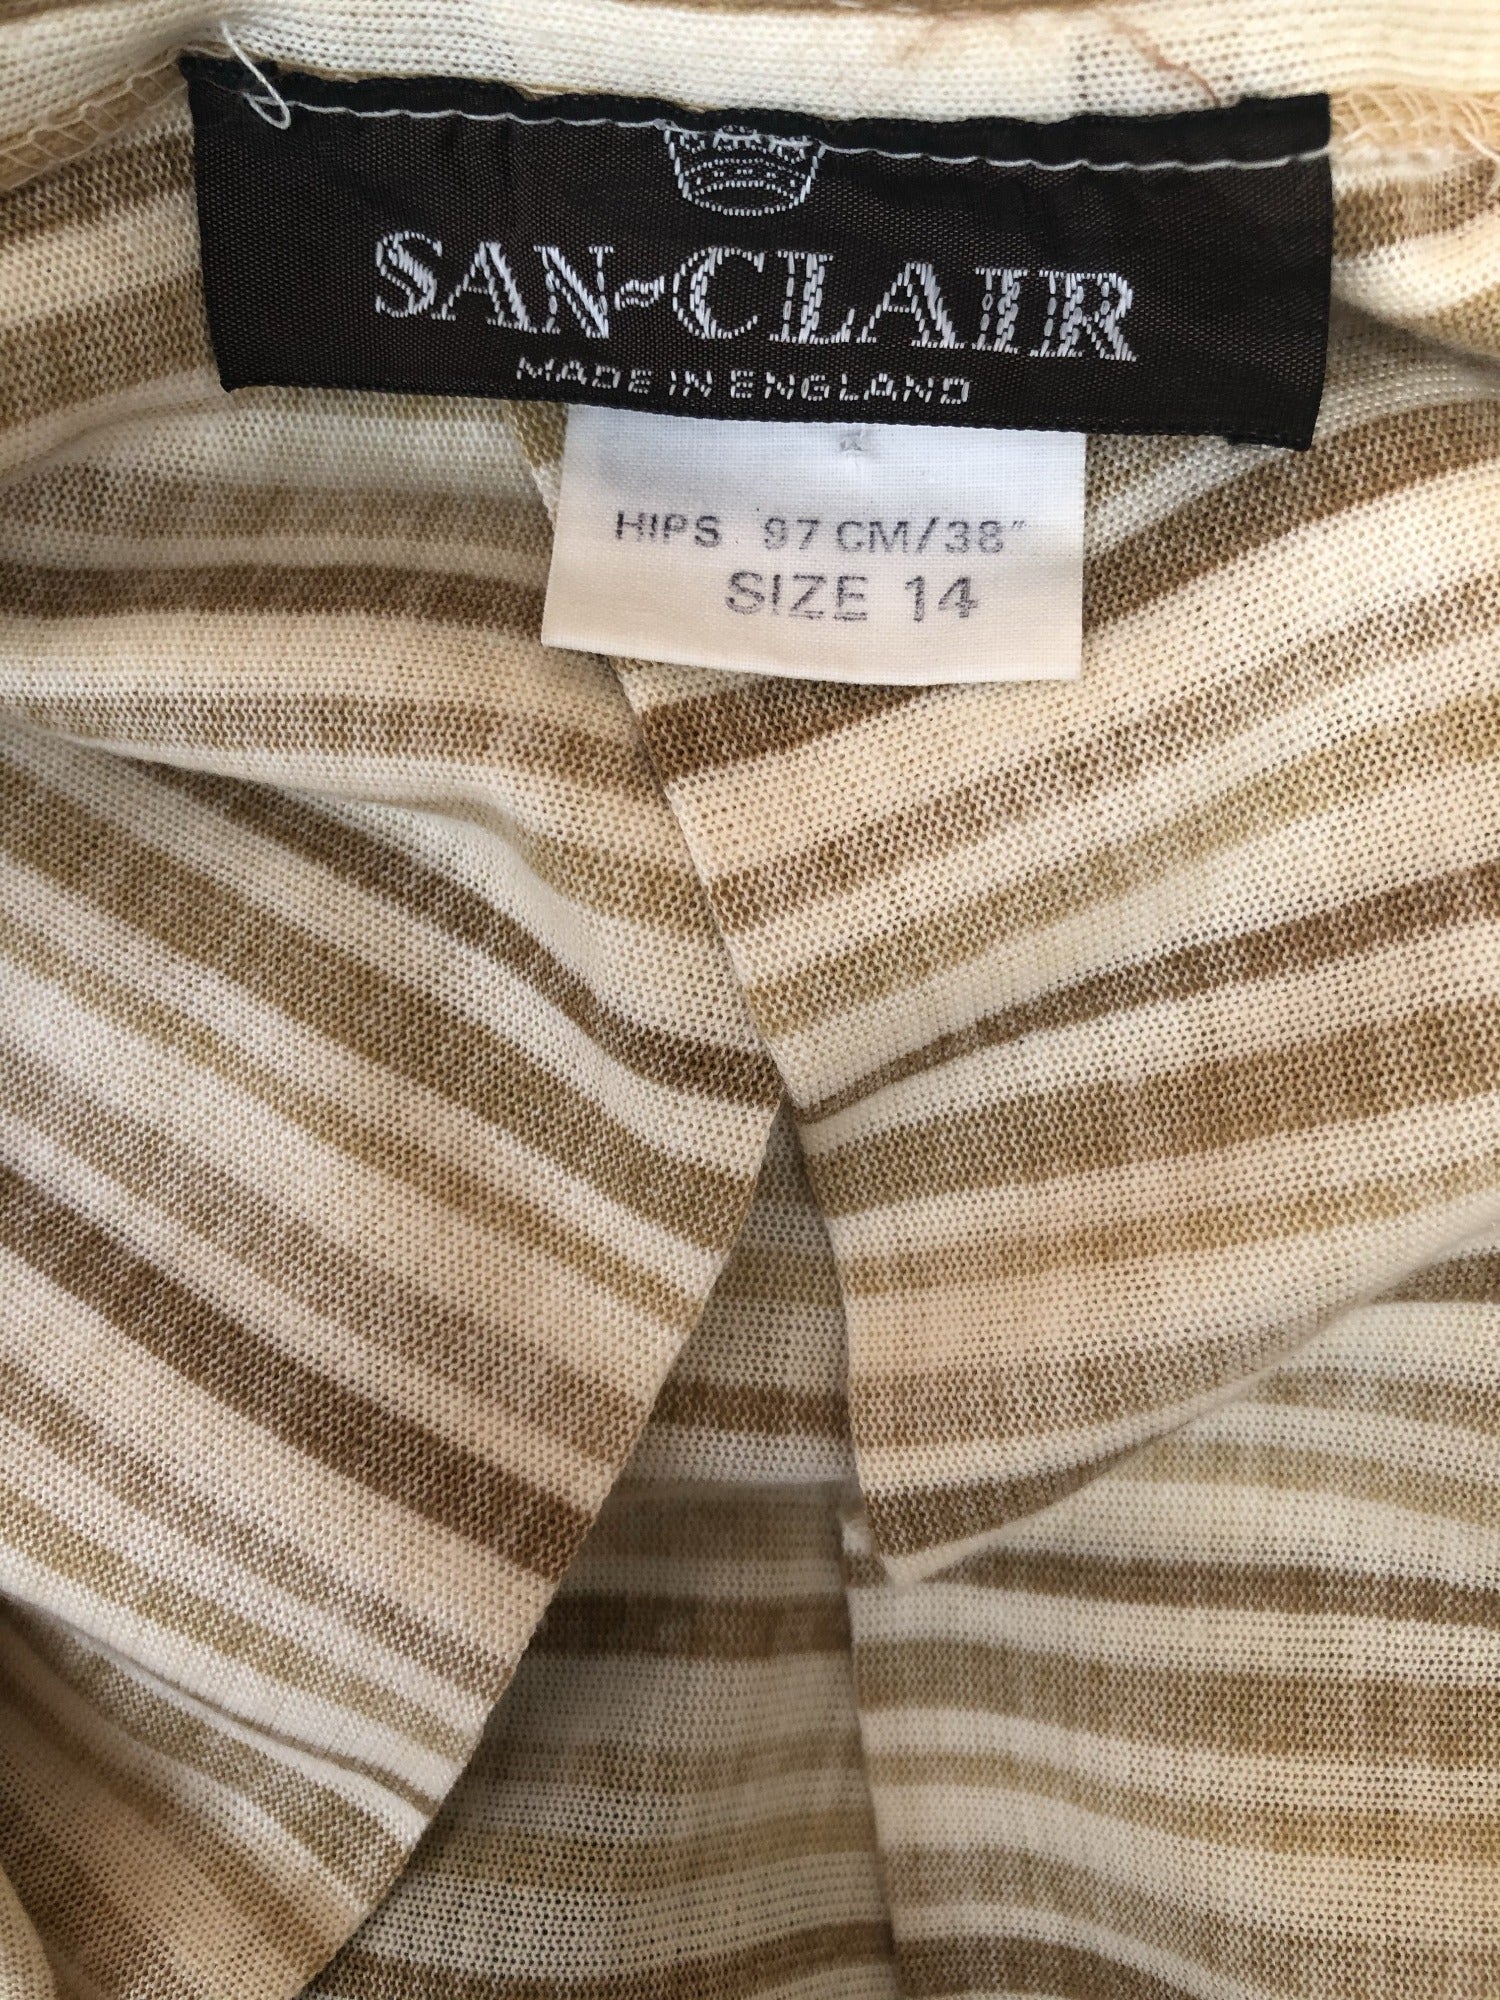 SAN-CLAIR
MADE IN ENGLAND
HIPS 97 CM/38"
SIZE 14